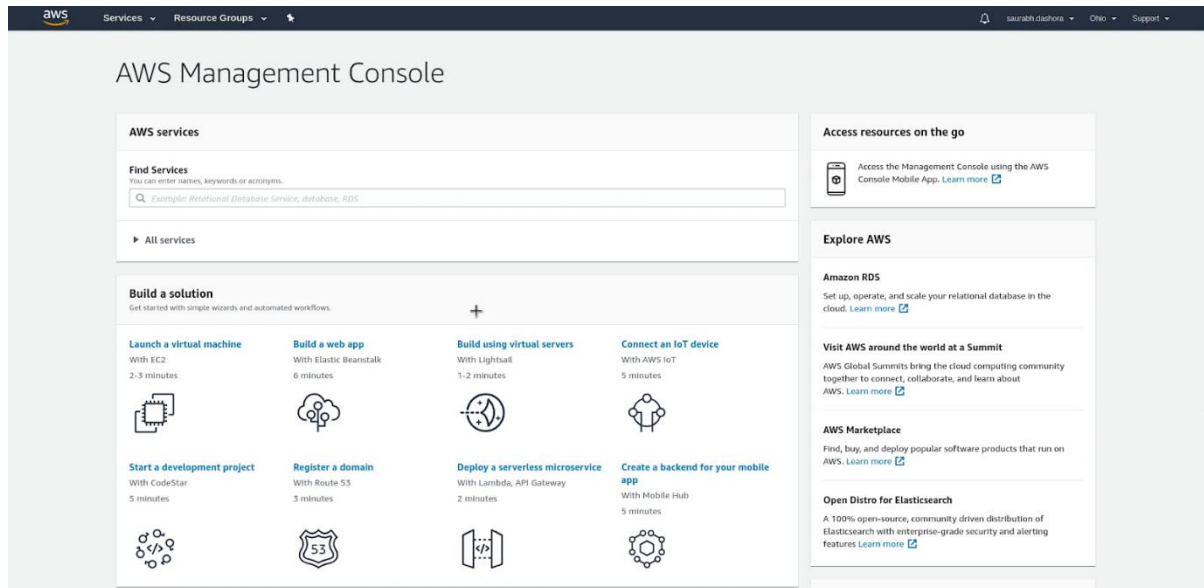 aws
Services
Resource Groups
saurabh.dashora
Ohio
Support
AWS Management Console
AWS services
Find Services
You can enter names, keywords or acronyms.
Example: Relational Database Service, database, RDS
All services
Build a solution
Get started with simple wizards and automated workflows.
Launch a virtual machine
With EC2
2-3 minutes
Build a web app
With Elastic Beanstalk
6 minutes
Build using virtual servers
With Lightsail
1-2 minutes
Connect an IoT device
With AWS IoT
5 minutes
Start a development project
With CodeStar
5 minutes
Register a domain
With Route 53
3 minutes
53
Deploy a serverless microservice
With Lambda, API Gateway
2 minutes
Create a backend for your mobile
app
With Mobile Hub
5 minutes
Access resources on the go
Access the Management Console using the AWS
Console Mobile App. Learn more
Explore AWS
Amazon RDS
Set up, operate, and scale your relational database in the
cloud. Learn more
Visit AWS around the world at a Summit
AWS Global Summits bring the cloud computing community
together to connect, collaborate, and learn about
AWS. Learn more
AWS Marketplace
Find, buy, and deploy popular software products that run on
AWS. Learn more
Open Distro for Elasticsearch
A 100% open-source, community driven distribution of
Elasticsearch with enterprise-grade security and alerting
features Learn more